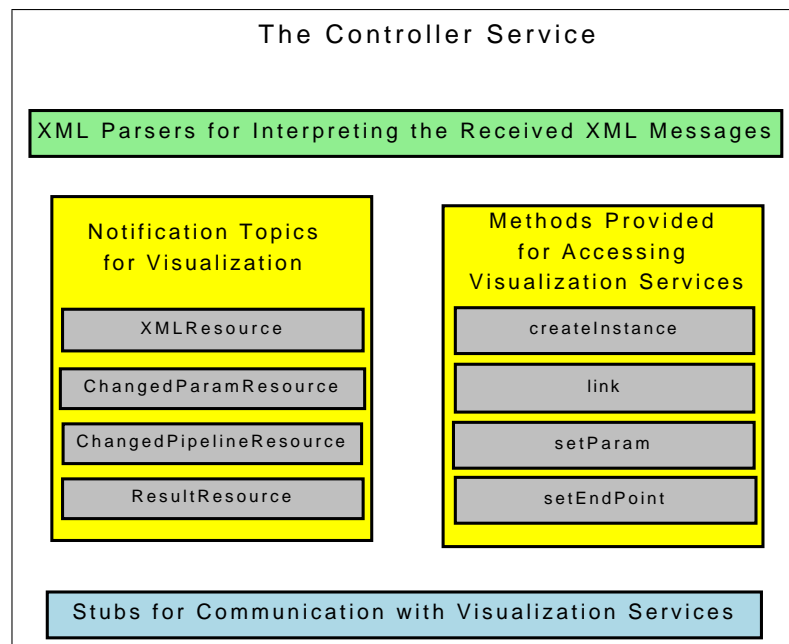 The Controller Service
XML Parsers for Interpreting the Received XML Messages
Notification Topics
for Visualization
XMLResource
ChangedParamResource
ChangedPipelineResource
ResultResource
Methods Provided
for Accessing
Visualization Services
createInstance
link
setParam
setEndPoint
Stubs for Communication with Visualization Services